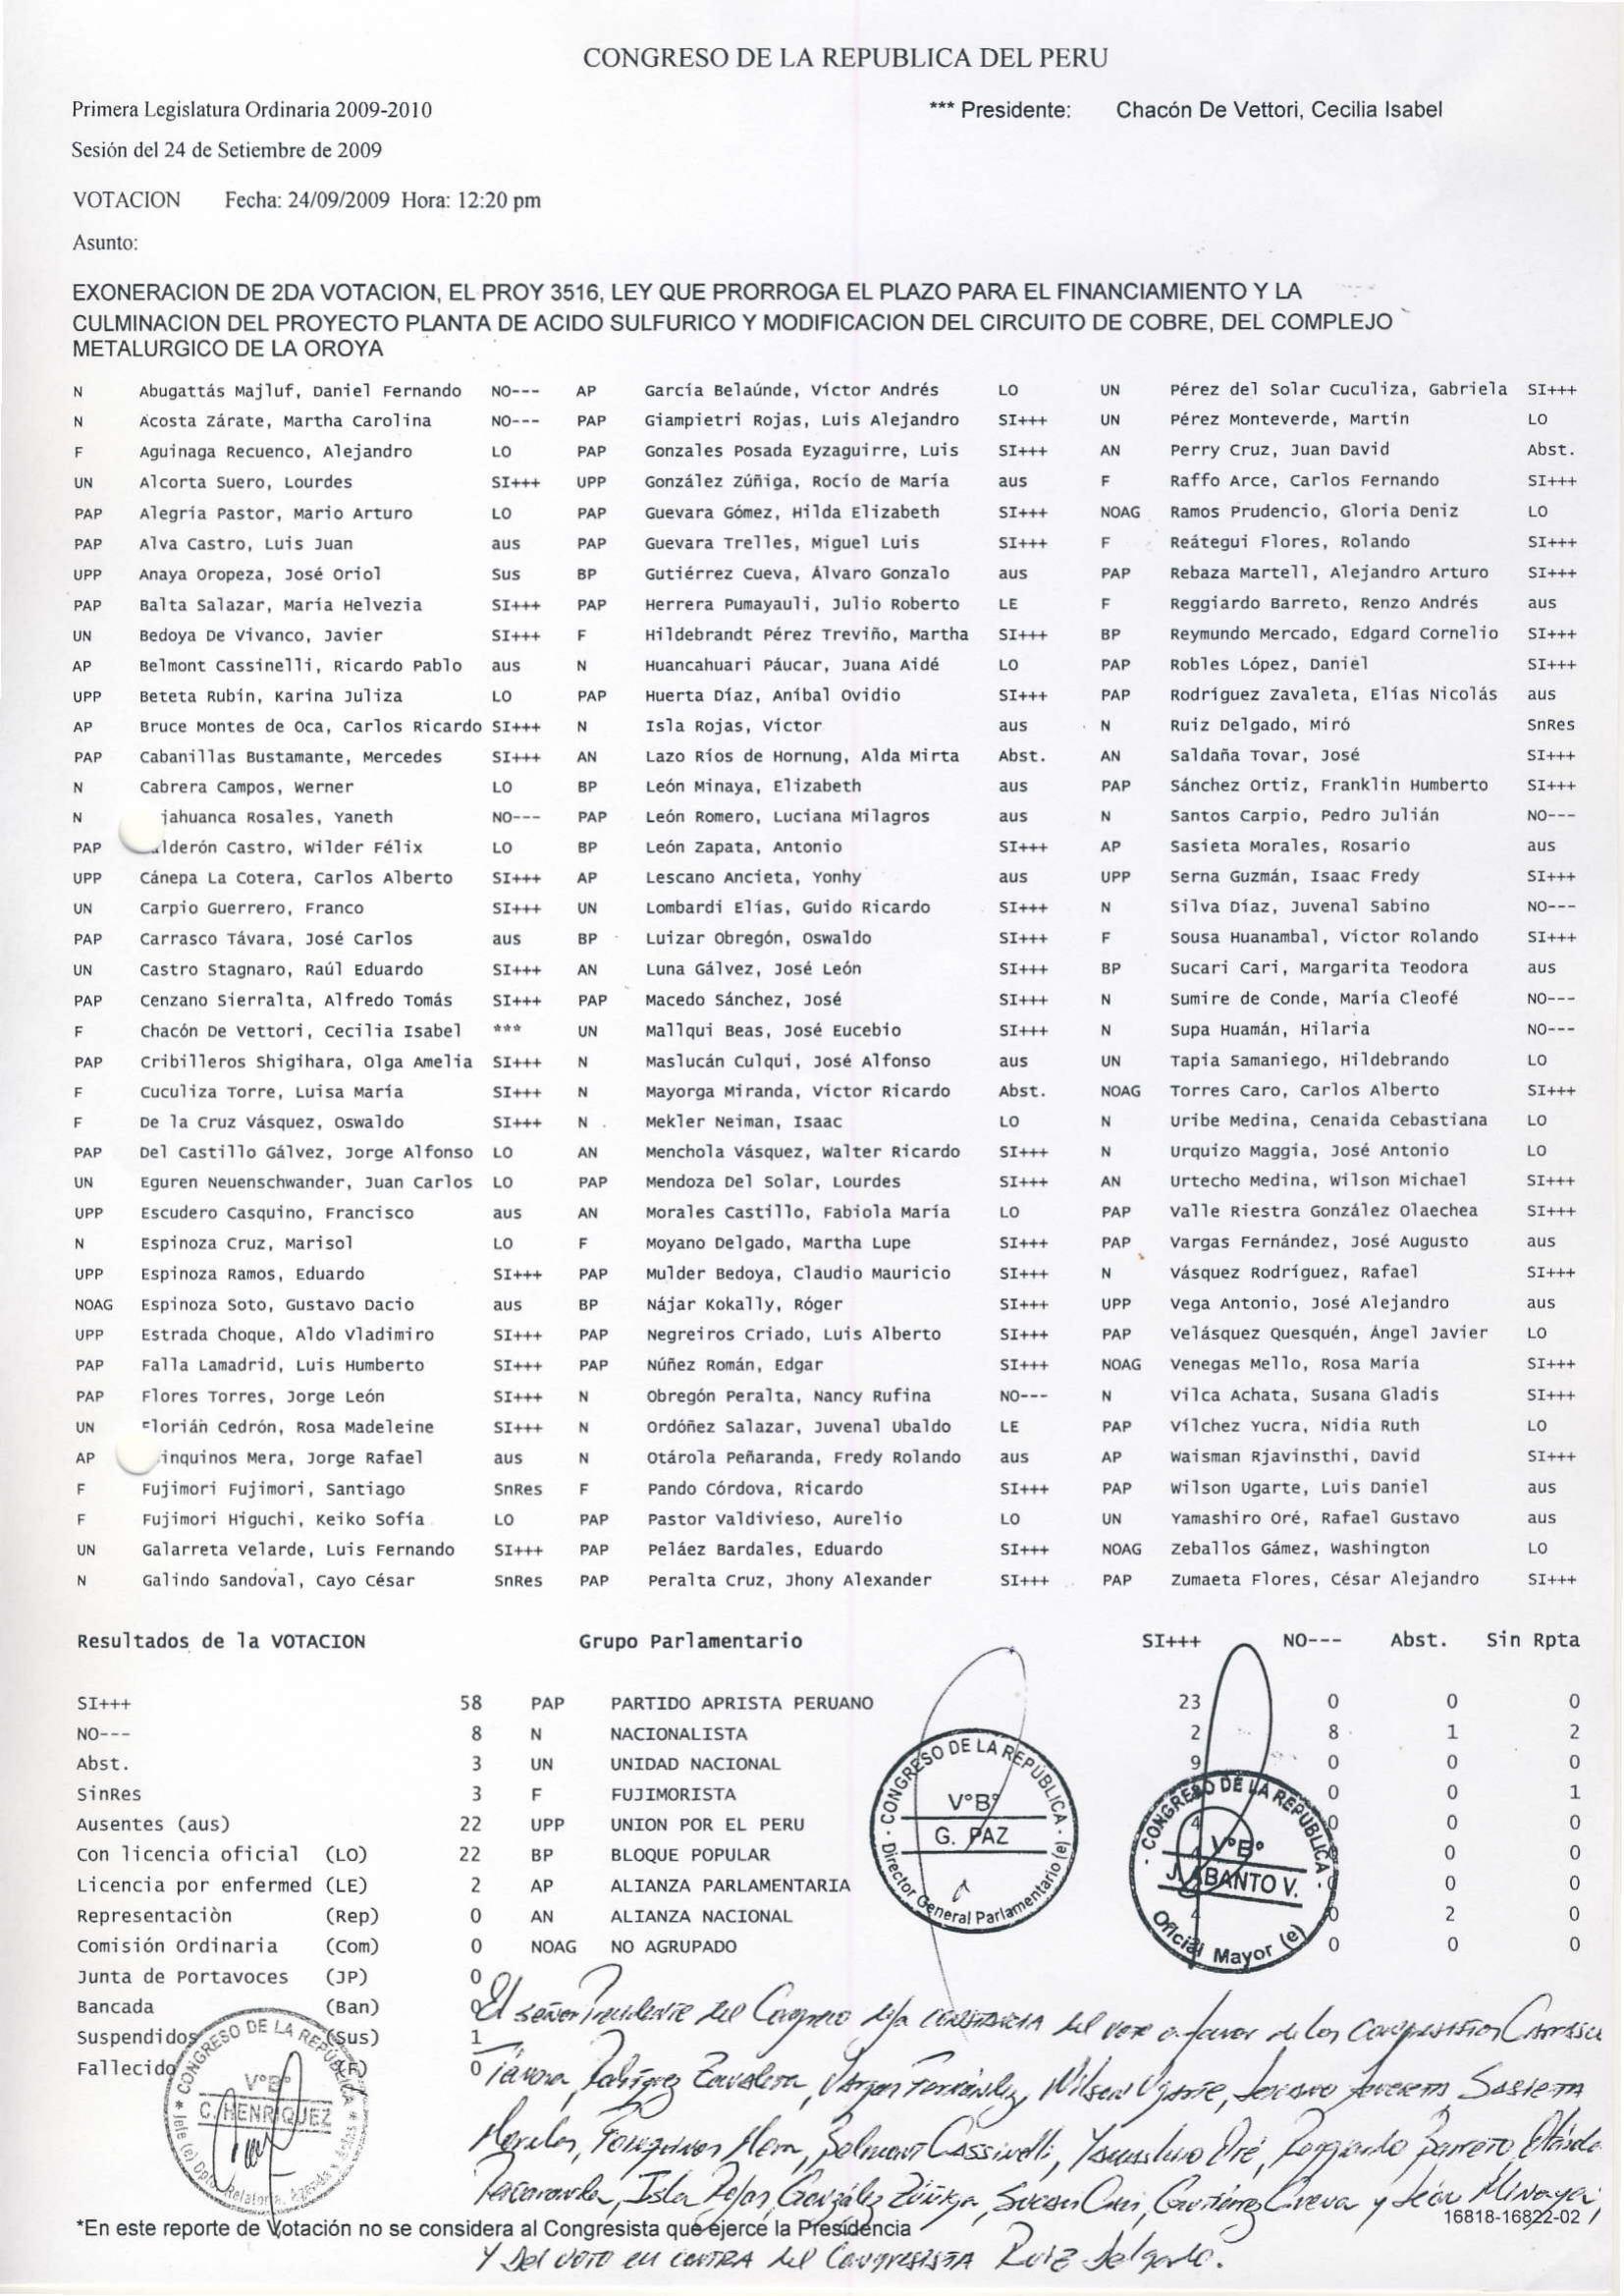 CONGRESO DE LA REPUBLICA DEL PERU
Primera Legislatura Ordinaria 2009-2010 *** Presidente: Chacón De Vettori, Cecilia Isabel
Sesión del 24 de Setiembre de 2009
VOTACION Fecha: 24/09/2009 Hora: 12:20 pm
Asunto:
EXONERACION DE 2DA VOTACION, EL PROY 3516, LEY QUE PRORROGA EL PLAZO PARA EL FINANCIAMIENTO Y LA
CULMINACION DEL PROYECTO PLANTA DE ACIDO SULFURICO Y MODIFICACION DEL CIRCUITO DE COBRE, DEL COMPLEJO
METALURGICO DE LA OROYA
N Abugattás Majluf, Daniel Fernando NO--- AP García Belaúnde, Víctor Andrés LO UN Pérez del Solar Cuculiza, Gabriela SI+++
N Acosta Zárate, Martha Carolina NO--- PAP Giampietri Rojas, Luis Alejandro SI+++ UN Pérez Monteverde, Martin LO
F Aguinaga Recuenco, Alejandro LO PAP Gonzales Posada Eyzaguirre, Luis SI+++ AN Perry Cruz, Juan David Abst.
UN Alcorta Suero, Lourdes SI+++ UPP González Zúñiga, Rocío de María aus F Raffo Arce, Carlos Fernando SI+++
PAP Alegría Pastor, Mario Arturo LO PAP Guevara Gómez, Hilda Elizabeth SI+++ NOAG Ramos Prudencio, Gloria Deniz LO
PAP Alva Castro, Luis Juan aus PAP Guevara Trelles, Miguel Luis SI+++ F Reátegui Flores, Rolando SI+++
UPP Anaya Oropeza, José Oriol Sus BP Gutiérrez Cueva, Álvaro Gonzalo aus PAP Rebaza Martell, Alejandro Arturo SI+++
PAP Balta Salazar, María Helvezia SI+++ PAP Herrera Pumayauli, Julio Roberto LE F Reggiardo Barreto, Renzo Andrés aus
UN Bedoya De Vivanco, Javier SI+++ F Hildebrandt Pérez Treviño, Martha SI+++ BP Reymundo Mercado, Edgard Cornelio SI+++
AP Belmont Cassinelli, Ricardo Pablo aus N Huancahuari Páucar, Juana Aidé LO PAP Robles López, Daniel SI+++
UPP Beteta Rubín, Karina Juliza LO PAP Huerta Díaz, Aníbal Ovidio SI+++ PAP Rodríguez Zavaleta, Elías Nicolás aus
AP Bruce Montes de Oca, Carlos Ricardo SI+++ N Isla Rojas, Víctor aus N Ruiz Delgado, Miró SnRes
PAP Cabanillas Bustamante, Mercedes SI+++ AN Lazo Ríos de Hornung, Alda Mirta Abst. AN Saldaña Tovar, José SI+++
N Cabrera Campos, Werner LO BP León Minaya, Elizabeth aus PAP Sánchez Ortiz, Franklin Humberto SI+++
N jahuanca Rosales, Yaneth NO--- PAP León Romero, Luciana Milagros aus N Santos Carpio, Pedro Julián NO---
PAP lderón Castro, Wilder Félix LO BP León Zapata, Antonio SI+++ AP Sasieta Morales, Rosario aus
UPP Cánepa La Cotera, Carlos Alberto SI+++ AP Lescano Ancieta, Yonhy aus UPP Serna Guzmán, Isaac Fredy SI+++
UN Carpio Guerrero, Franco SI+++ UN Lombardi Elías, Guido Ricardo SI+++ N Silva Díaz, Juvenal Sabino NO---
PAP Carrasco Távara, José Carlos aus BP Luizar Obregón, Oswaldo SI+++ F Sousa Huanambal, Víctor Rolando SI+++
UN Castro Stagnaro, Raúl Eduardo SI+++ AN Luna Gálvez, José León SI+++ BP Sucari Cari, Margarita Teodora aus
PAP Cenzano Sierralta, Alfredo Tomás SI+++ PAP Macedo Sánchez, José SI+++ N Sumire de Conde, María Cleofé NO---
F Chacón De Vettori, Cecilia Isabel *** UN Mallqui Beas, José Eucebio SI+++ N Supa Huamán, Hilaria NO---
PAP Cribilleros Shigihara, Olga Amelia SI+++ N Maslucán Culqui, José Alfonso aus UN Tapia Samaniego, Hildebrando LO
F Cuculiza Torre, Luisa María SI+++ N Mayorga Miranda, Víctor Ricardo Abst. NOAG Torres Caro, Carlos Alberto SI+++
F De la Cruz Vásquez, Oswaldo SI+++ N Mekler Neiman, Isaac LO N Uribe Medina, Cenaida Cebastiana LO
PAP Del Castillo Gálvez, Jorge Alfonso LO AN Menchola Vásquez, Walter Ricardo SI+++ N Urquizo Maggia, José Antonio LO
UN Eguren Neuenschwander, Juan Carlos LO PAP Mendoza Del Solar, Lourdes SI+++ AN Urtecho Medina, Wilson Michael SI+++
UPP Escudero Casquino, Francisco aus AN Morales Castillo, Fabiola María LO PAP Valle Riestra González Olaechea SI+++
N Espinoza Cruz, Marisol LO F Moyano Delgado, Martha Lupe SI+++ PAP Vargas Fernández, José Augusto aus
UPP Espinoza Ramos, Eduardo SI+++ PAP Mulder Bedoya, Claudio Mauricio SI+++ N Vásquez Rodríguez, Rafael SI+++
NOAG Espinoza Soto, Gustavo Dacio aus BP Nájar Kokally, Róger SI+++ UPP Vega Antonio, José Alejandro aus
UPP Estrada Choque, Aldo Vladimiro SI+++ PAP Negreiros Criado, Luis Alberto SI+++ PAP Velásquez Quesquén, Ángel Javier LO
PAP Falla Lamadrid, Luis Humberto SI+++ PAP Núñez Román, Edgar SI+++ NOAG Venegas Mello, Rosa María SI+++
PAP Flores Torres, Jorge León SI+++ N Obregón Peralta, Nancy Rufina NO--- N Vilca Achata, Susana Gladis SI+++
UN Florián Cedrón, Rosa Madeleine SI+++ N Ordóñez Salazar, Juvenal Ubaldo LE PAP Vílchez Yucra, Nidia Ruth LO
AP inquinos Mera, Jorge Rafael aus N Otárola Peñaranda, Fredy Rolando aus AP Waisman Rjavinsthi, David SI+++
F Fujimori Fujimori, Santiago SnRes F Pando Córdova, Ricardo SI+++ PAP Wilson Ugarte, Luis Daniel aus
F Fujimori Higuchi, Keiko Sofía LO PAP Pastor Valdivieso, Aurelio LO UN Yamashiro Oré, Rafael Gustavo aus
UN Galarreta Velarde, Luis Fernando SI+++ PAP Peláez Bardales, Eduardo SI+++ NOAG Zeballos Gámez, Washington LO
N Galindo Sandoval, Cayo César SnRes PAP Peralta Cruz, Jhony Alexander SI+++ PAP Zumaeta Flores, César Alejandro SI+++
Resultados de la VOTACION Grupo Parlamentario SI+++ NO--- Abst. Sin Rpta
SI+++ 58 PAP PARTIDO APRISTA PERUANO 23 0 0 0
NO--- 8 N NACIONALISTA 2 8 1 2
Abst. 3 UN UNIDAD NACIONAL 9 0 0 0
SinRes 3 F FUJIMORISTA 0 0 1
Ausentes (aus) 22 UPP UNION POR EL PERU 4 0 0 0
Con licencia oficial (LO) 22 BP BLOQUE POPULAR 0 0 0
Licencia por enfermed (LE) 2 AP ALIANZA PARLAMENTARIA 0 0
Representaciòn (Rep) 0 AN ALIANZA NACIONAL 4 0 2 0
Comisión Ordinaria (Com) 0 NOAG NO AGRUPADO 0 0 0
Junta de Portavoces (JP) 0
Bancada (Ban) 0
Suspendidos (Sus) 1
Fallecido (F) 0
CONGRESO DE LA REPÚBLICA V°B° G. PAZ Director General Parlamentario (e)
CONGRESO DE LA REPÚBLICA V°B° J. ABANTO V. Oficial Mayor (e)
CONGRESO DE LA REPÚBLICA V°B° C. HENRIQUEZ Jefe (e) Dpto. Relatoría, Agenda y Actas
El señor Presidente del Congreso deja constancia del voto a favor de los Congresistas Carrasco
Távara, Rodríguez Zavaleta, Vargas Fernández, Wilson Ugarte, Lescano Ancieta, Sasieta
Morales, Foinquinos Mera, Belmont Cassinelli, Yamashiro Oré, Reggiardo Barreto, Otárola
Peñaranda, Isla Rojas, González Zúñiga, Sucari Cari, Gutiérrez Cueva y León Minaya;
*En este reporte de Votación no se considera al Congresista que ejerce la Presidencia 16818-16822-02
Y del voto en contra del Congresista Ruiz Delgado.